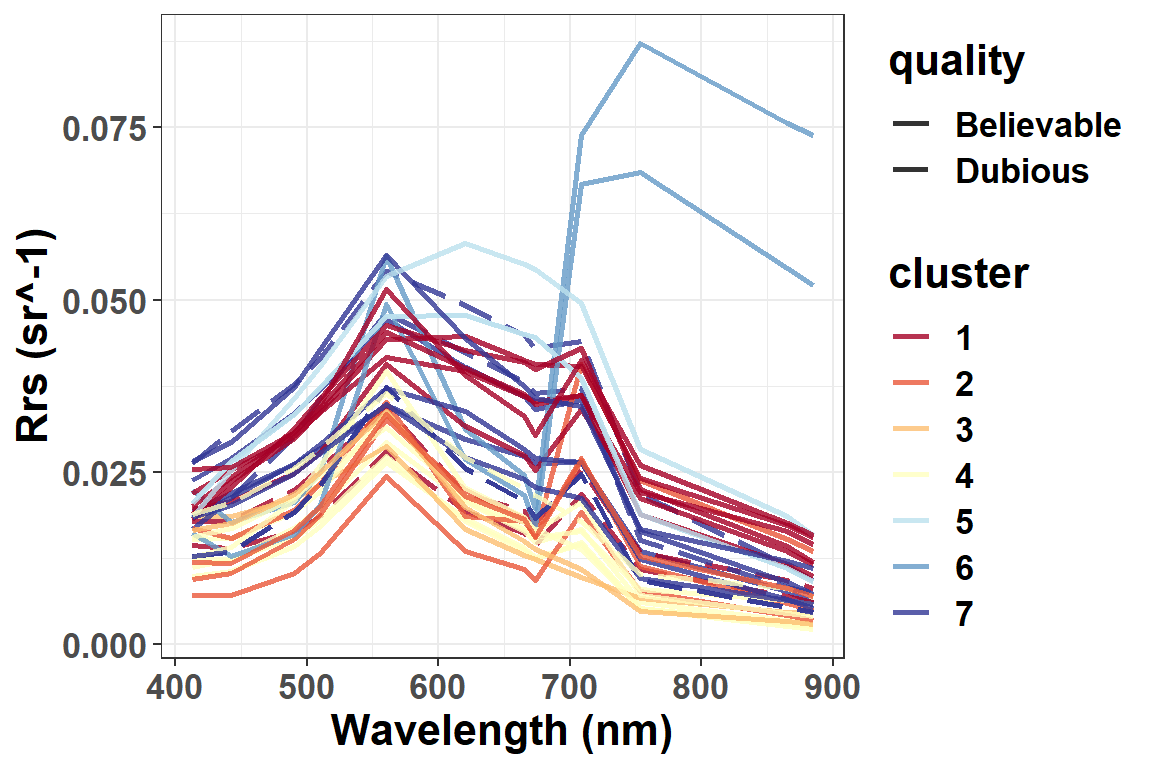 Rrs (sr^-1)
0.075
0.050
0.025
0.000
400 500 600 700 800 900
Wavelength (nm)
quality
Believable
Dubious
cluster
1
2
3
4
5
6
7